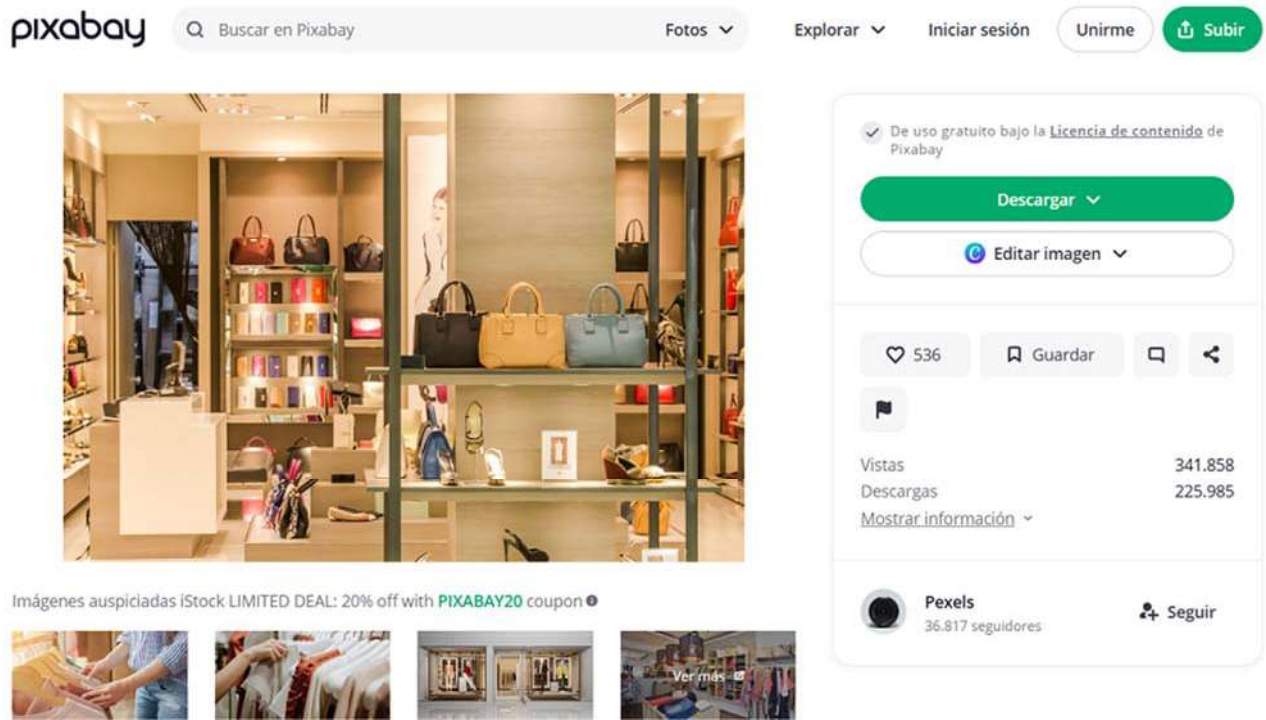 pixabay
Buscar en Pixabay
Fotos
Explorar
Iniciar sesión
Unirme
Subir
De uso gratuito bajo la Licencia de contenido de
Pixabay
Descargar
Editar imagen
536
Guardar
Vistas 341.858
Descargas 225.985
Mostrar información
Imágenes auspiciadas iStock LIMITED DEAL: 20% off with PIXABAY20 coupon
Pexels
36.817 seguidores
Seguir
Ver más